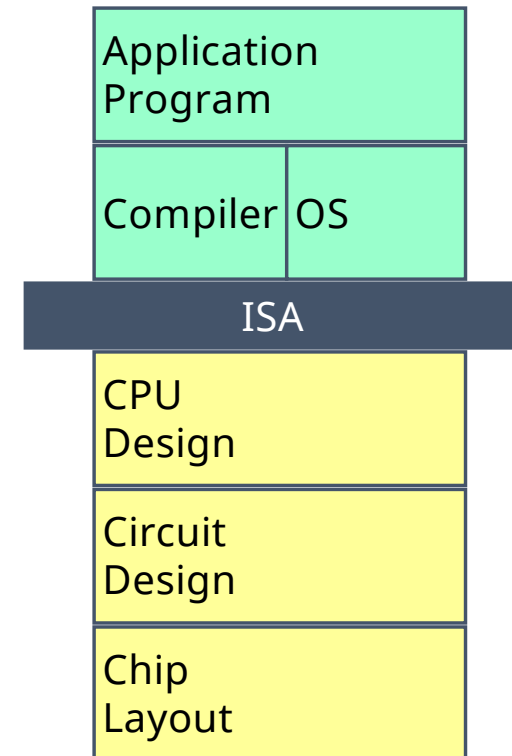 Application
Program
Compiler OS
ISA
CPU
Design
Circuit
Design
Chip
Layout